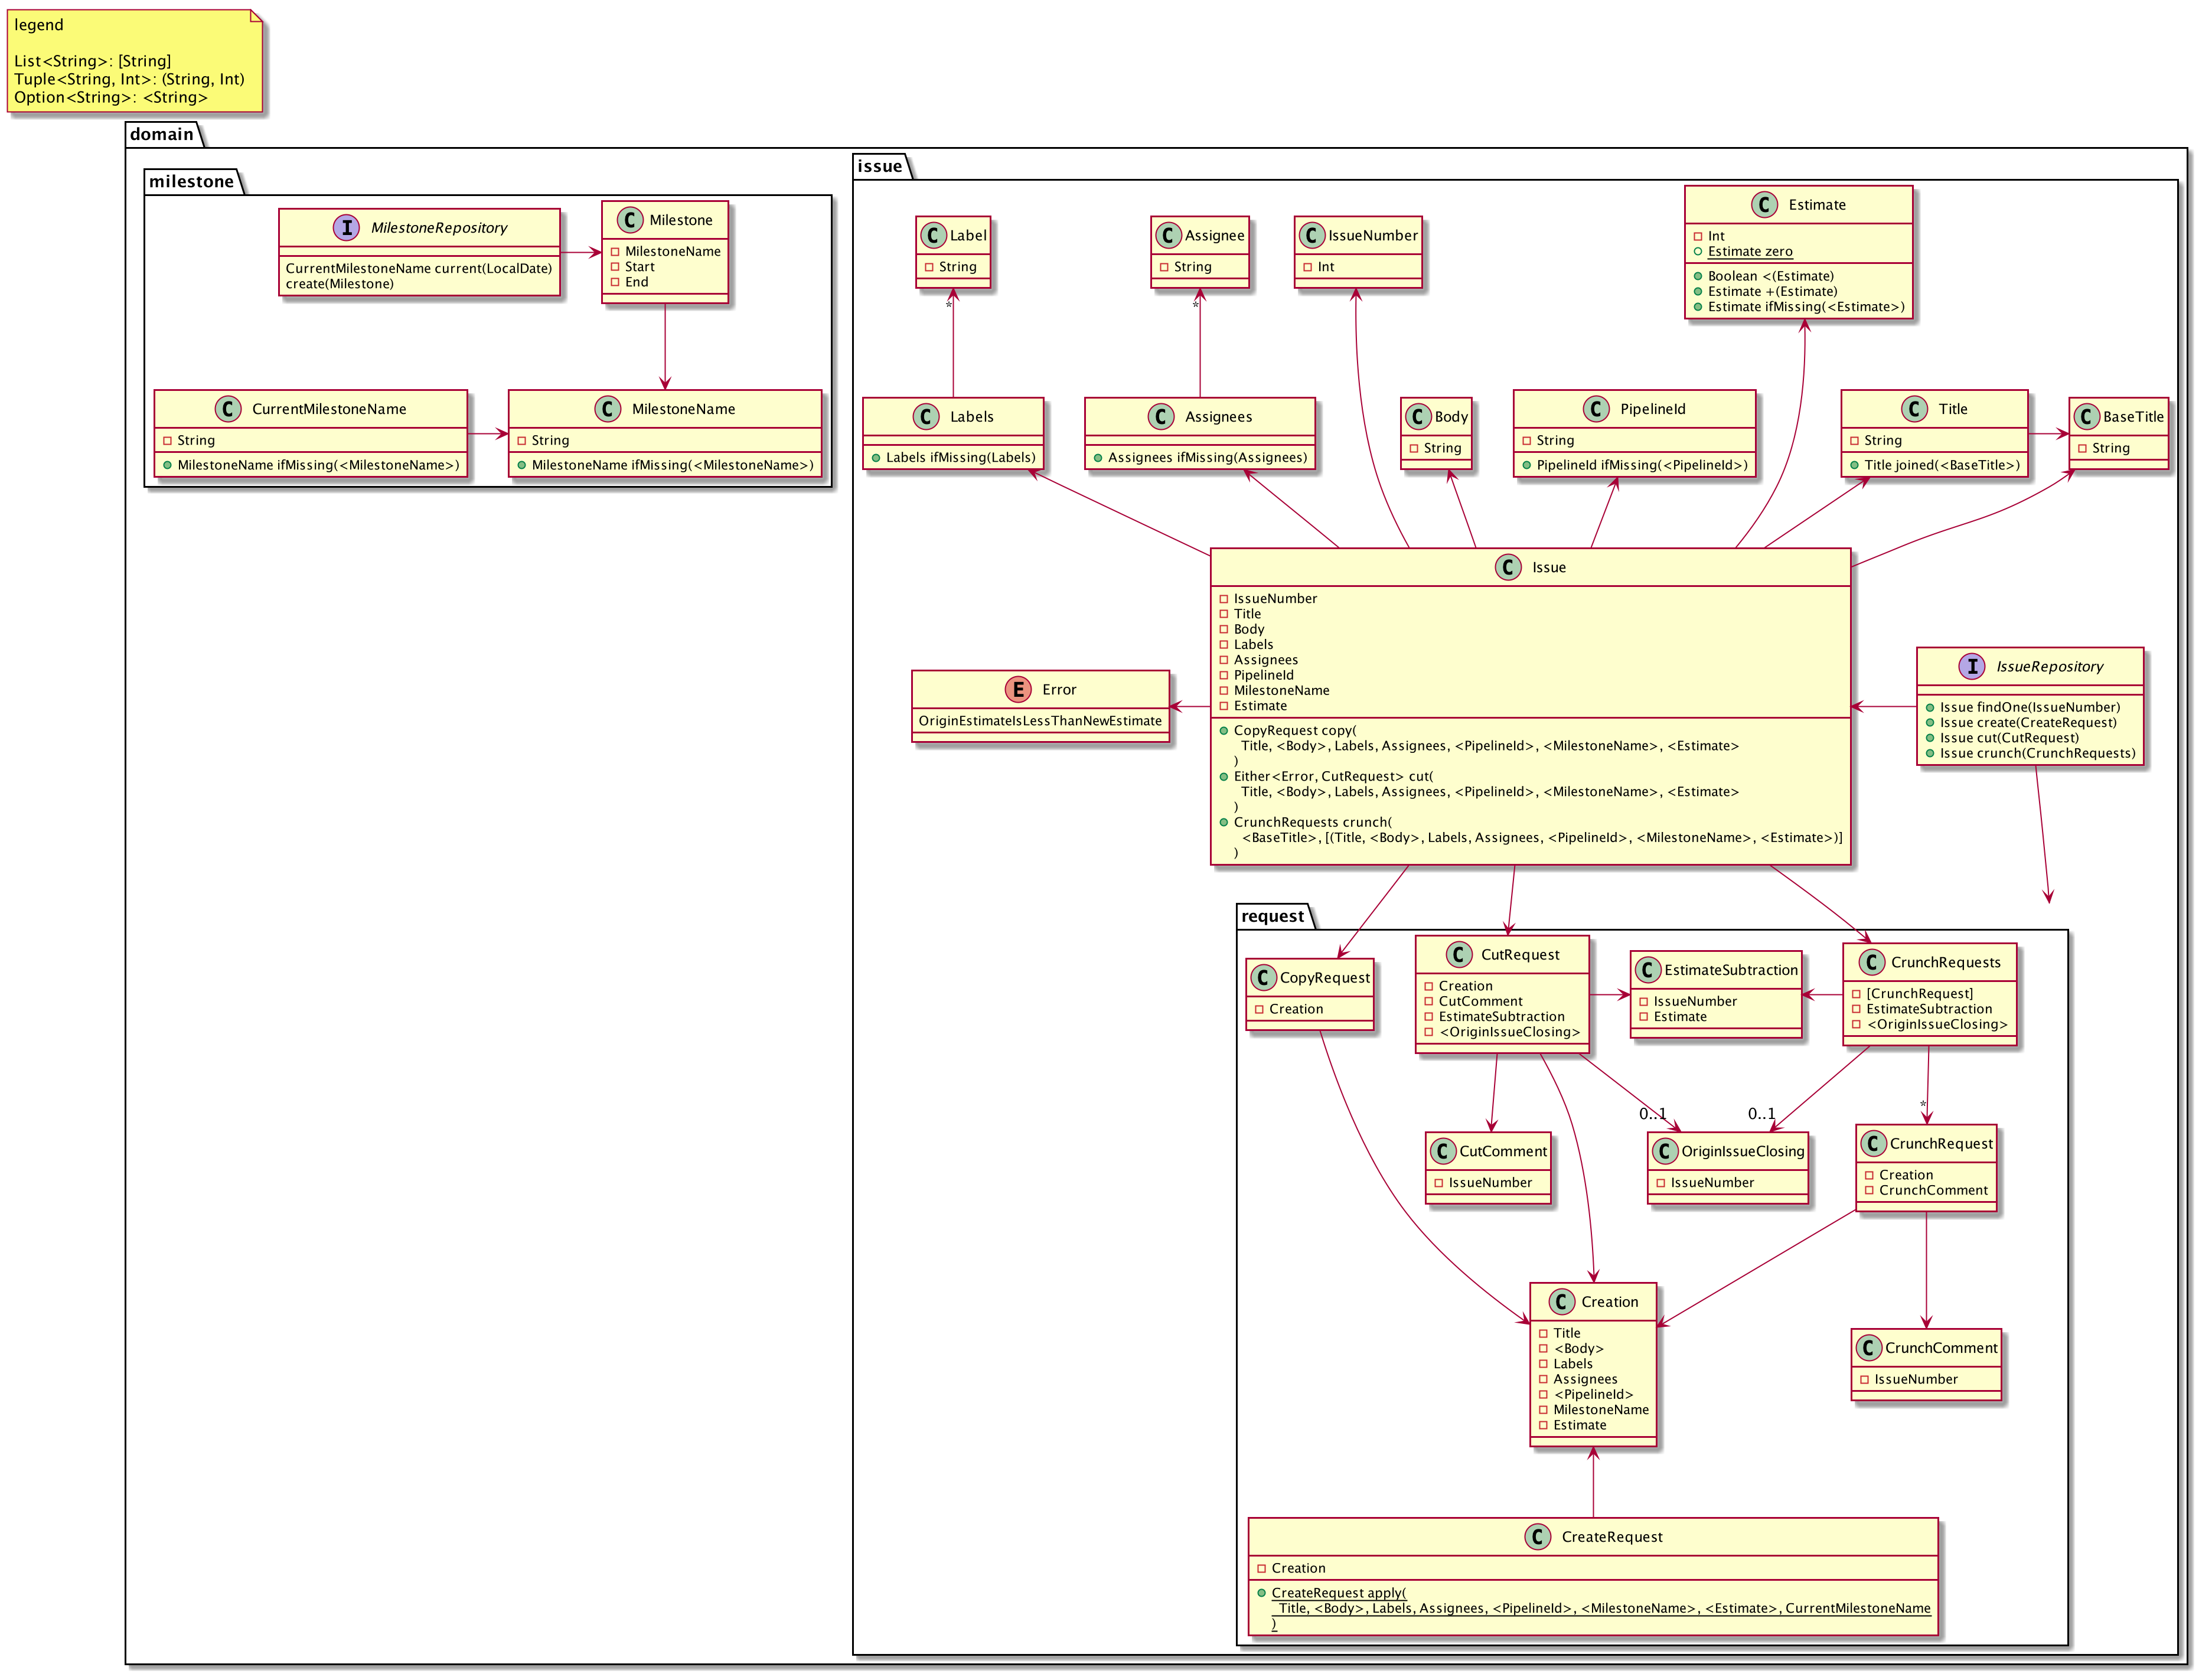 legend
List<String>: [String]
Tuple<String, Int>: (String, Int)
Option<String>: <String>
domain
milestone
I MilestoneRepository
CurrentMilestoneName current(LocalDate)
create(Milestone)
C Milestone
MilestoneName
Start
End
C CurrentMilestoneName
String
MilestoneName ifMissing(<MilestoneName>)
C MilestoneName
String
MilestoneName ifMissing(<MilestoneName>)
issue
C Label
String
*
C Assignee
String
*
C IssueNumber
Int
C Estimate
Int
Estimate zero
Boolean <(Estimate)
Estimate +(Estimate)
Estimate ifMissing(<Estimate>)
C Labels
Labels ifMissing(Labels)
C Assignees
Assignees ifMissing(Assignees)
C Body
String
C PipelineId
String
PipelineId ifMissing(<PipelineId>)
C Title
String
Title joined(<BaseTitle>)
C BaseTitle
String
C Issue
IssueNumber
Title
Body
Labels
Assignees
PipelineId
MilestoneName
Estimate
CopyRequest copy(
Title, <Body>, Labels, Assignees, <PipelineId>, <MilestoneName>, <Estimate>
)
Either<Error, CutRequest> cut(
Title, <Body>, Labels, Assignees, <PipelineId>, <MilestoneName>, <Estimate>
)
CrunchRequests crunch(
<BaseTitle>, [(Title, <Body>, Labels, Assignees, <PipelineId>, <MilestoneName>, <Estimate>)]
)
E Error
OriginEstimateIsLessThanNewEstimate
I IssueRepository
Issue findOne(IssueNumber)
Issue create(CreateRequest)
Issue cut(CutRequest)
Issue crunch(CrunchRequests)
request
C CopyRequest
Creation
C CutRequest
Creation
CutComment
EstimateSubtraction
<OriginIssueClosing>
C EstimateSubtraction
IssueNumber
Estimate
C CrunchRequests
[CrunchRequest]
EstimateSubtraction
<OriginIssueClosing>
0..1
0..1
*
C CutComment
IssueNumber
C OriginIssueClosing
IssueNumber
C CrunchRequest
Creation
CrunchComment
C Creation
Title
<Body>
Labels
Assignees
<PipelineId>
MilestoneName
Estimate
C CrunchComment
IssueNumber
C CreateRequest
Creation
CreateRequest apply(
Title, <Body>, Labels, Assignees, <PipelineId>, <MilestoneName>, <Estimate>, CurrentMilestoneName
)